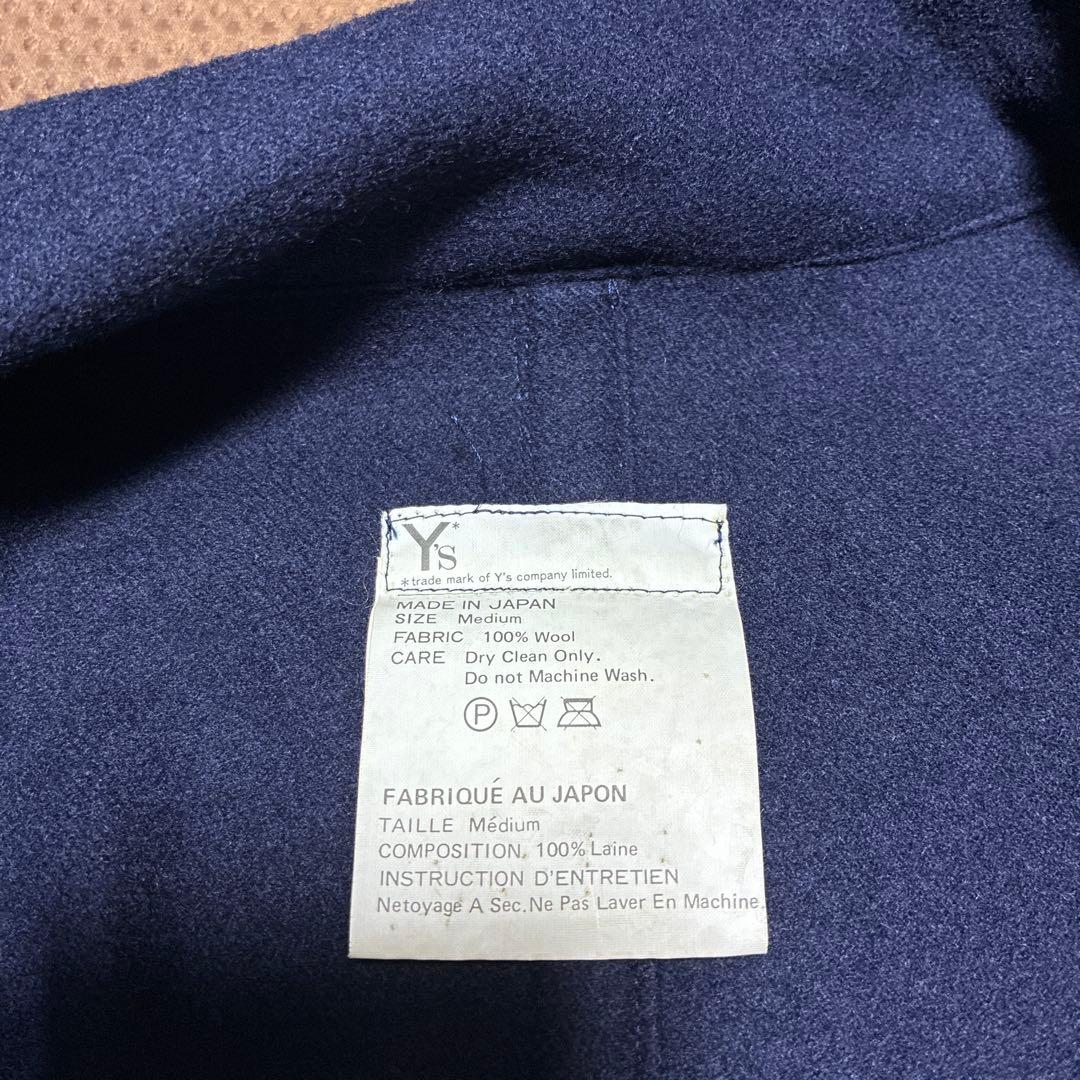 Y's*
*trade mark of Y's company limited.
MADE IN JAPAN
SIZE Medium
FABRIC 100% Wool
CARE Dry Clean Only.
Do not Machine Wash.
P
FABRIQUÉ AU JAPON
TAILLE Médium
COMPOSITION. 100% Laine
INSTRUCTION D'ENTRETIEN
Netoyage A Sec. Ne Pas Laver En Machine.